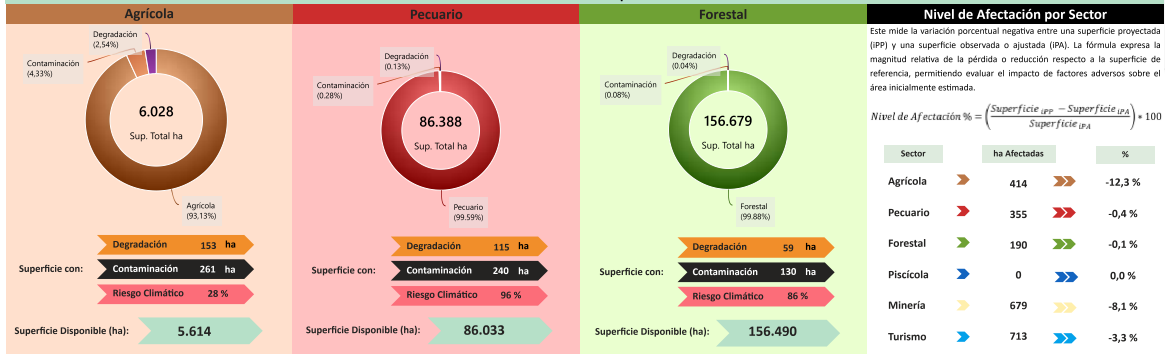 Agrícola
Degradación
(2,54%)
Contaminación
(4,33%)
6.028
Sup. Total ha
Agrícola
(93,13%)
Superficie con:
Degradación 153 ha
Contaminación 261 ha
Riesgo Climático 28 %
Superficie Disponible (ha): 5.614
Pecuario
Degradación
(0.13%)
Contaminación
(0.28%)
86.388
Sup. Total ha
Pecuario
(99.59%)
Superficie con:
Degradación 115 ha
Contaminación 240 ha
Riesgo Climático 96 %
Superficie Disponible (ha): 86.033
Forestal
Degradación
(0.04%)
Contaminación
(0.08%)
156.679
Sup. Total ha
Forestal
(99.88%)
Superficie con:
Degradación 59 ha
Contaminación 130 ha
Riesgo Climático 86 %
Superficie Disponible (ha): 156.490
Nivel de Afectación por Sector
Este mide la variación porcentual negativa entre una superficie proyectada
(iPP) y una superficie observada o ajustada (iPA). La fórmula expresa la
magnitud relativa de la pérdida o reducción respecto a la superficie de
referencia, permitiendo evaluar el impacto de factores adversos sobre el
área inicialmente estimada.
Nivel de Afectación % = (Superficie iPP − Superficie iPA / Superficie iPA) * 100
Sector ha Afectadas %
Agrícola 414 -12,3 %
Pecuario 355 -0,4 %
Forestal 190 -0,1 %
Piscícola 0 0,0 %
Minería 679 -8,1 %
Turismo 713 -3,3 %